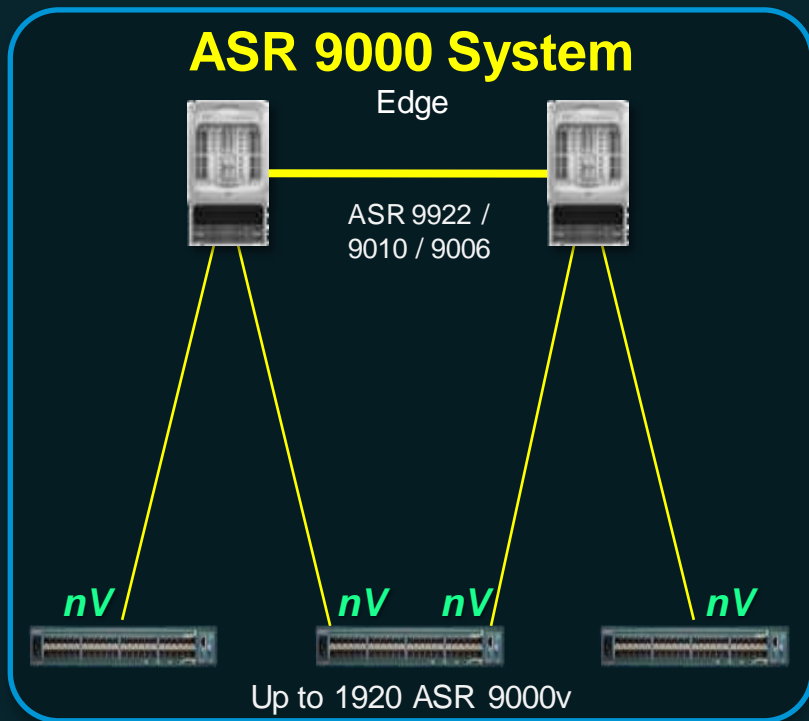 ASR 9000 System
Edge
ASR 9922 /
9010 / 9006
nV nV nV nV
Up to 1920 ASR 9000v